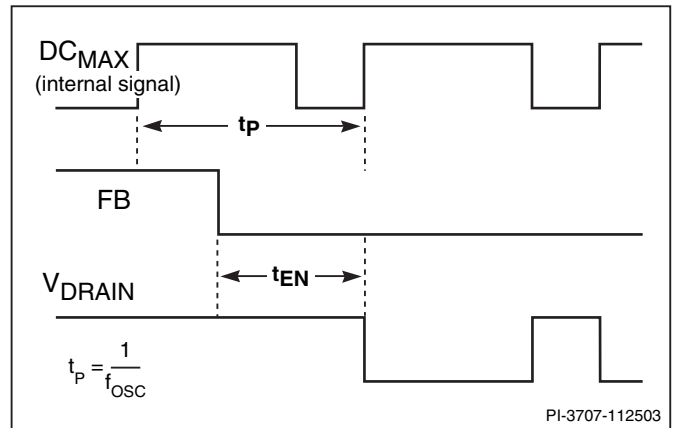 DCMAX
(internal signal)
tP
FB
tEN
VDRAIN
tP = 1/fOSC
PI-3707-112503